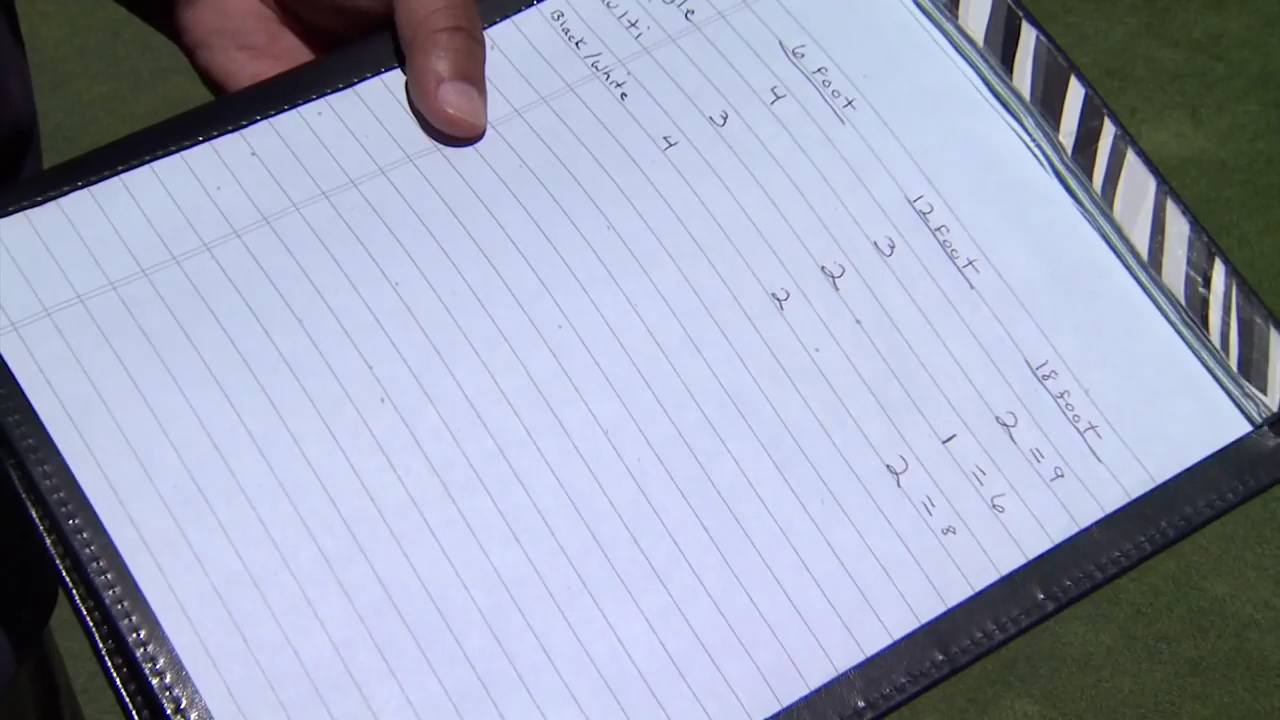 6 foot 12 foot 18 foot
4 3 2 = 9
3 2 1 = 6
Black/White 4 2 2 = 8